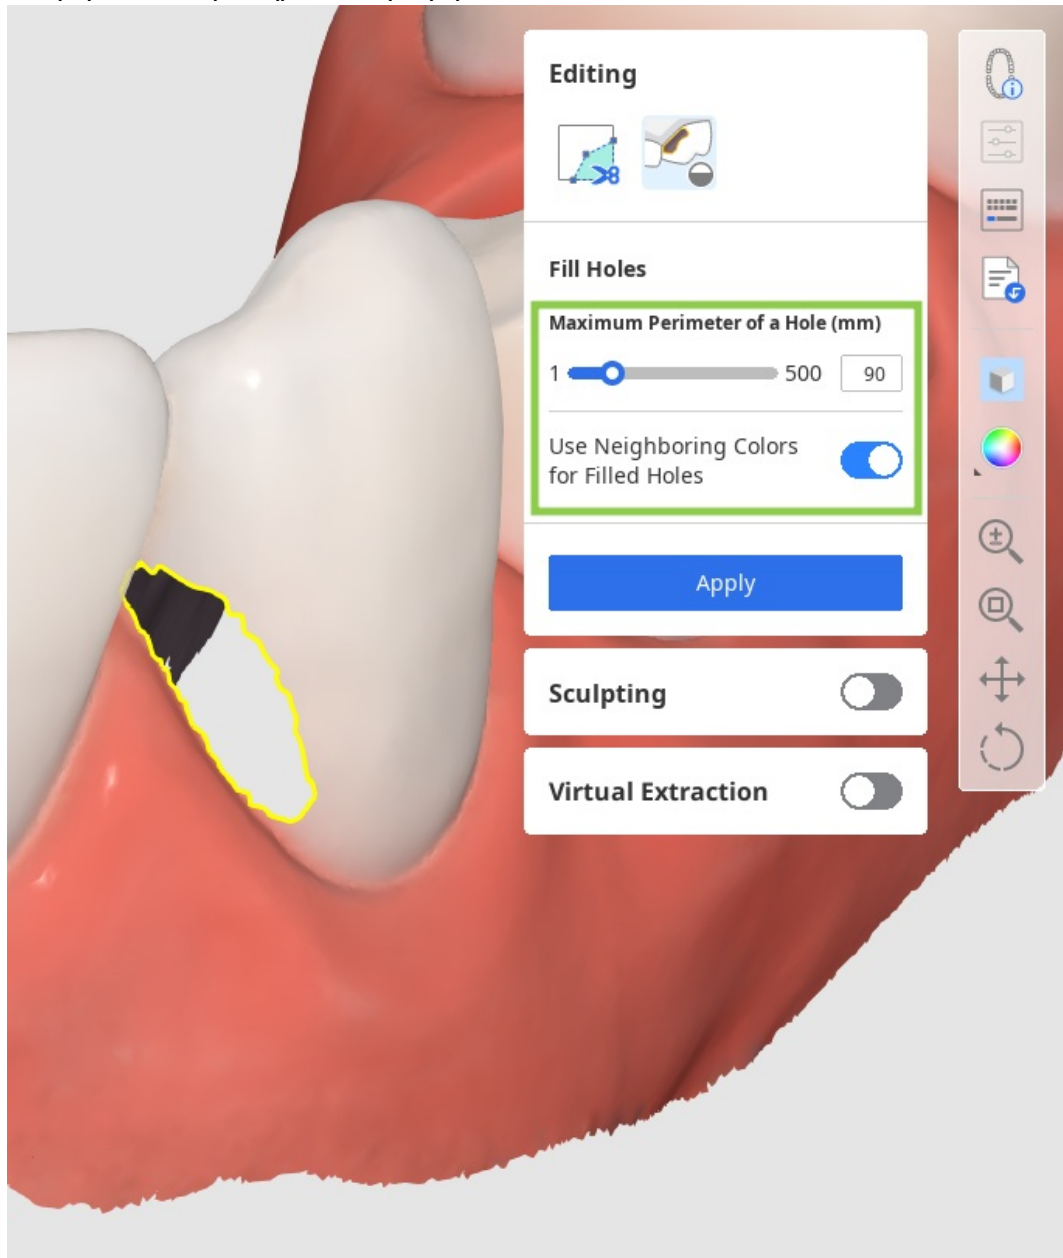 Editing
Fill Holes
Maximum Perimeter of a Hole (mm)
1 500 90
Use Neighboring Colors
for Filled Holes
Apply
Sculpting
Virtual Extraction